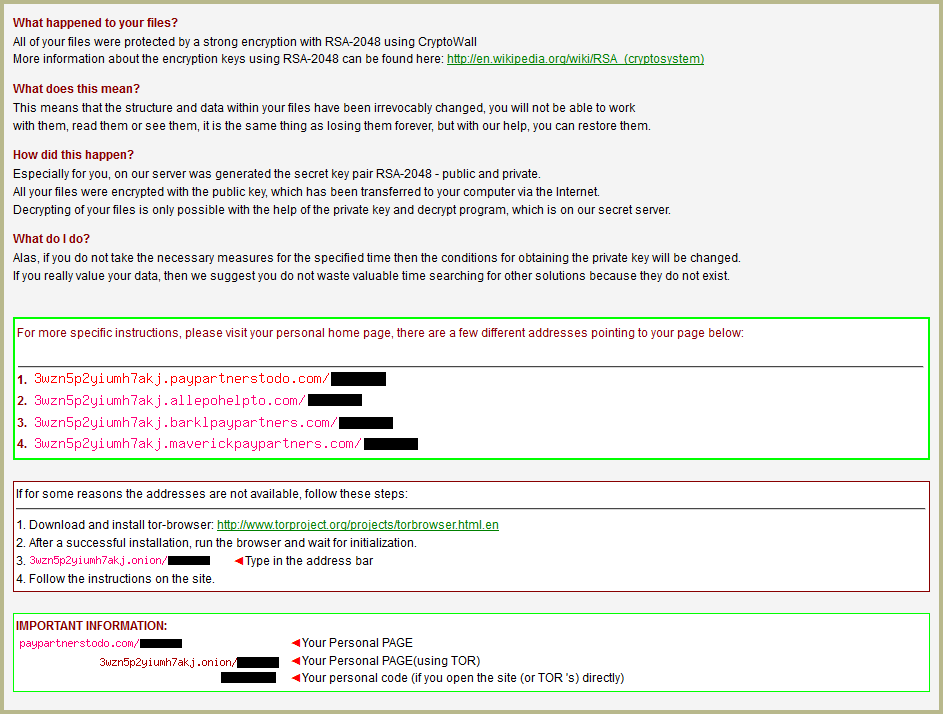 What happened to your files?
All of your files were protected by a strong encryption with RSA-2048 using CryptoWall
More information about the encryption keys using RSA-2048 can be found here: http://en.wikipedia.org/wiki/RSA_(cryptosystem)
What does this mean?
This means that the structure and data within your files have been irrevocably changed, you will not be able to work
with them, read them or see them, it is the same thing as losing them forever, but with our help, you can restore them.
How did this happen?
Especially for you, on our server was generated the secret key pair RSA-2048 - public and private.
All your files were encrypted with the public key, which has been transferred to your computer via the Internet.
Decrypting of your files is only possible with the help of the private key and decrypt program, which is on our secret server.
What do I do?
Alas, if you do not take the necessary measures for the specified time then the conditions for obtaining the private key will be changed.
If you really value your data, then we suggest you do not waste valuable time searching for other solutions because they do not exist.
For more specific instructions, please visit your personal home page, there are a few different addresses pointing to your page below:
1. 3wzn5p2yiumh7akj.paypartnerstodo.com/
2. 3wzn5p2yiumh7akj.allepohelpto.com/
3. 3wzn5p2yiumh7akj.barklpaypartners.com/
4. 3wzn5p2yiumh7akj.maverickpaypartners.com/
If for some reasons the addresses are not available, follow these steps:
1. Download and install tor-browser: http://www.torproject.org/projects/torbrowser.html.en
2. After a successful installation, run the browser and wait for initialization.
3. 3wzn5p2yiumh7akj.onion/ ◄Type in the address bar
4. Follow the instructions on the site.
IMPORTANT INFORMATION:
paypartnerstodo.com/ ◄Your Personal PAGE
3wzn5p2yiumh7akj.onion/ ◄Your Personal PAGE(using TOR)
◄Your personal code (if you open the site (or TOR 's) directly)